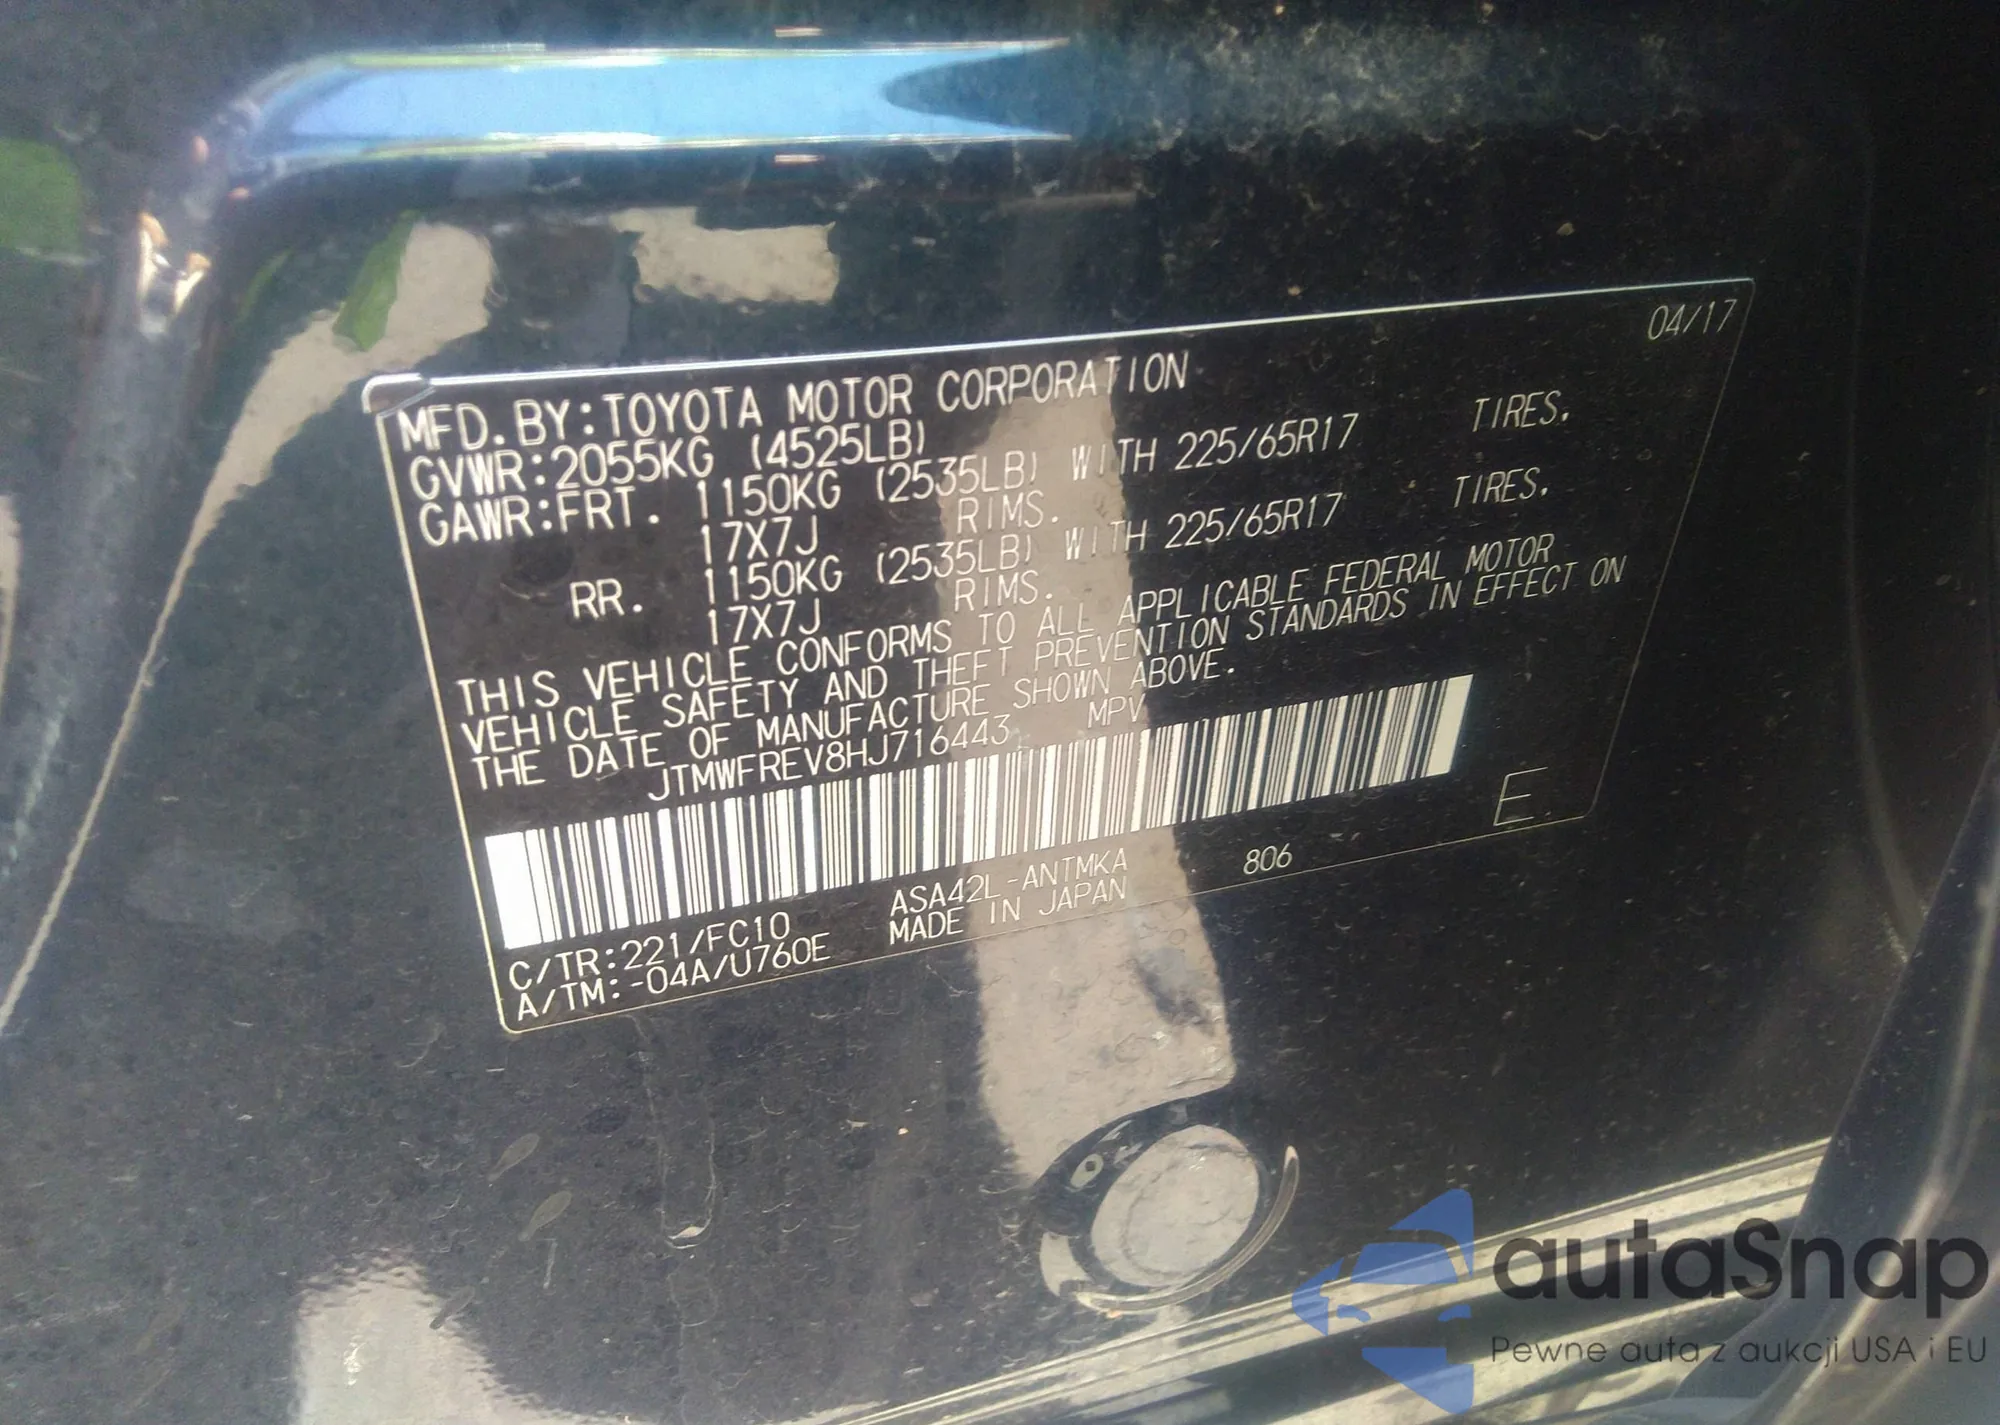 04/17
MFD.BY:TOYOTA MOTOR CORPORATION
GVWR:2055KG (4525LB)
GAWR:FRT. 1150KG (2535LB) WITH 225/65R17 TIRES.
17X7J RIMS.
RR. 1150KG (2535LB) WITH 225/65R17 TIRES.
17X7J RIMS.
THIS VEHICLE CONFORMS TO ALL APPLICABLE FEDERAL MOTOR
VEHICLE SAFETY AND THEFT PREVENTION STANDARDS IN EFFECT ON
THE DATE OF MANUFACTURE SHOWN ABOVE.
JTMWFREV8HJ716443 MPV
E.
C/TR:221/FC10 ASA42L-ANTMKA 806
A/TM:-04A/U760E MADE IN JAPAN
autaSnap
Pewne auta z aukcji USA i EU